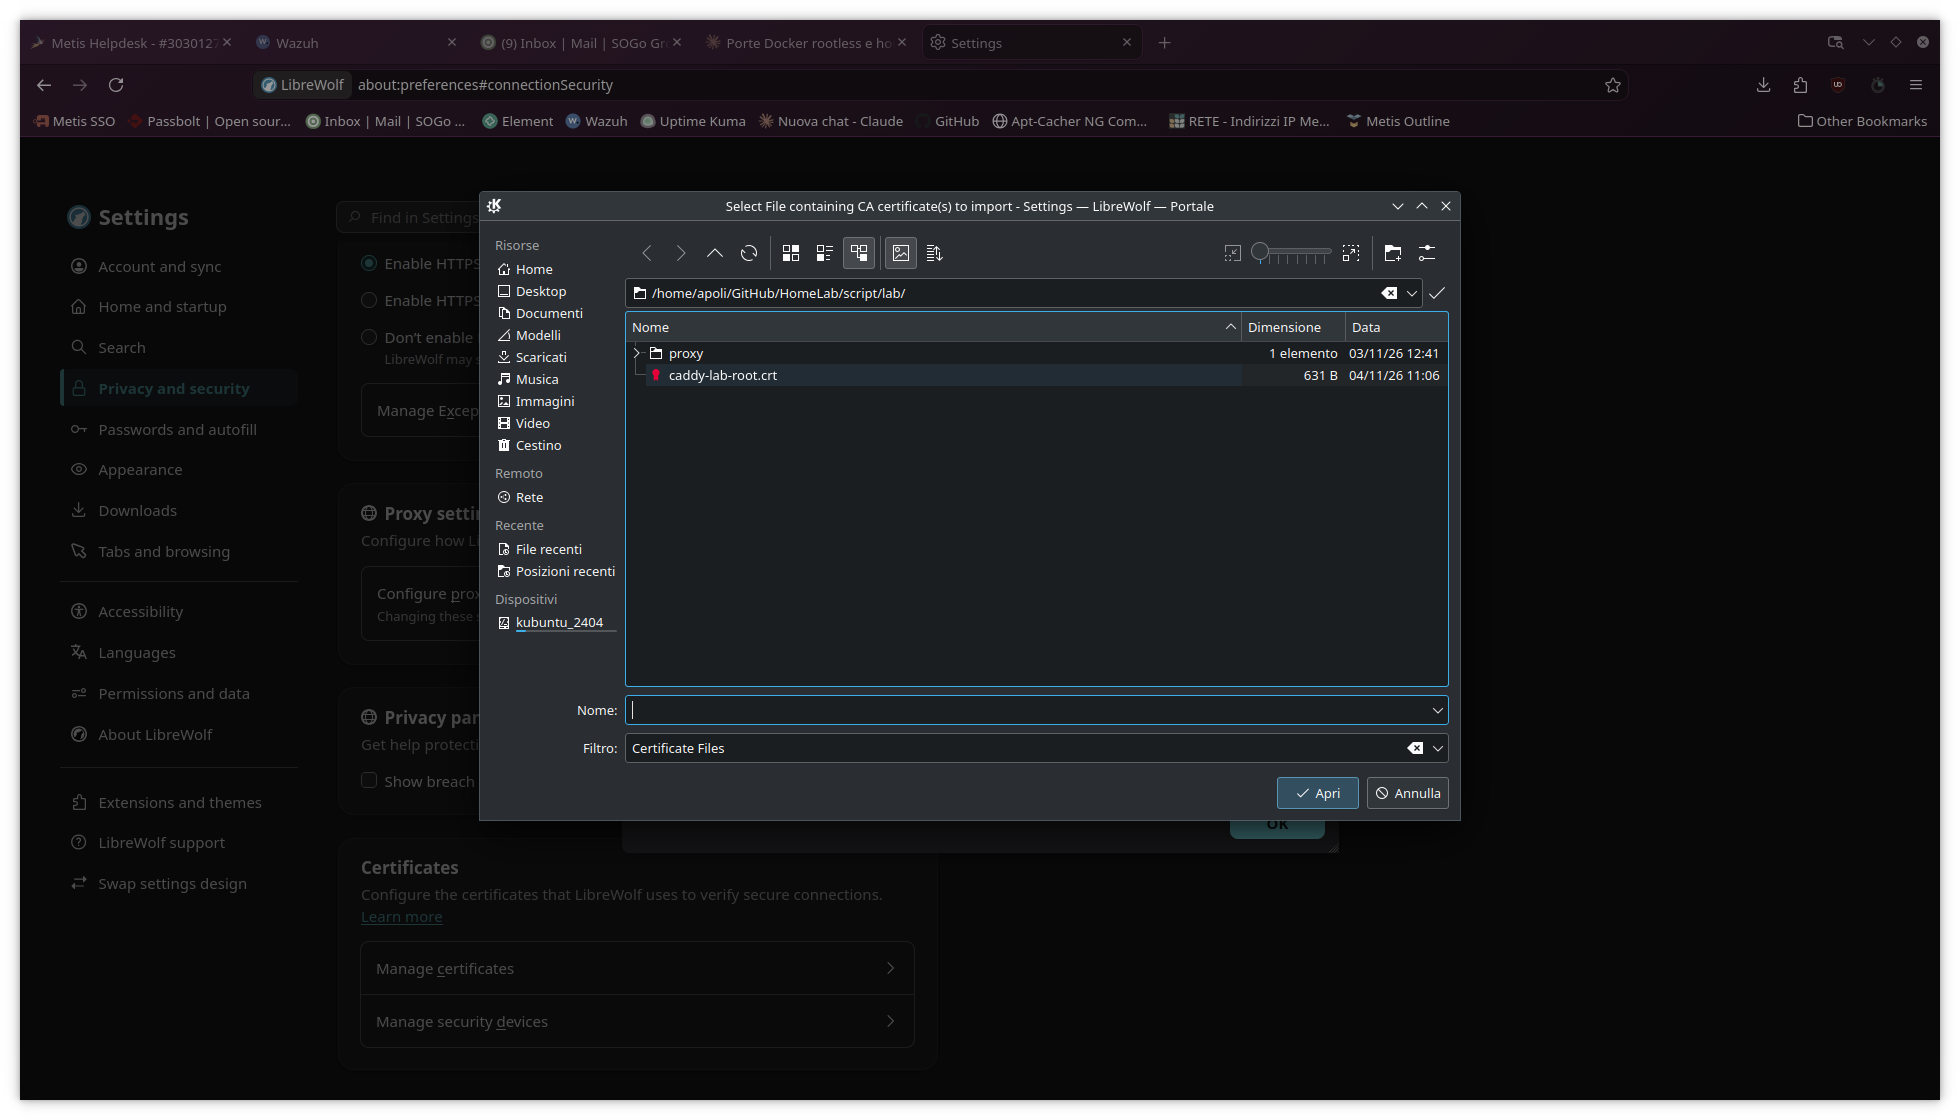 Metis Helpdesk - #3030127
Wazuh
(9) Inbox | Mail | SOGo Gro
Porte Docker rootless e ho
Settings
LibreWolf
about:preferences#connectionSecurity
Metis SSO
Passbolt | Open sour...
Inbox | Mail | SOGo ...
Element
Wazuh
Uptime Kuma
Nuova chat - Claude
GitHub
Apt-Cacher NG Com...
RETE - Indirizzi IP Me...
Metis Outline
Other Bookmarks
Settings
Account and sync
Home and startup
Search
Privacy and security
Passwords and autofill
Appearance
Downloads
Tabs and browsing
Accessibility
Languages
Permissions and data
About LibreWolf
Extensions and themes
LibreWolf support
Swap settings design
Find in Settings
Enable HTTPS
Enable HTTPS
Don't enable
LibreWolf may
Manage Excep
Proxy setti
Configure how Li
Configure prox
Changing these s
Privacy pan
Get help protecti
Show breach
OK
Certificates
Configure the certificates that LibreWolf uses to verify secure connections.
Learn more
Manage certificates
Manage security devices
Select File containing CA certificate(s) to import - Settings — LibreWolf — Portale
Risorse
Home
Desktop
Documenti
Modelli
Scaricati
Musica
Immagini
Video
Cestino
Remoto
Rete
Recente
File recenti
Posizioni recenti
Dispositivi
kubuntu_2404
/home/apoli/GitHub/HomeLab/script/lab/
Nome Dimensione Data
proxy 1 elemento 03/11/26 12:41
caddy-lab-root.crt 631 B 04/11/26 11:06
Nome:
Filtro: Certificate Files
Apri
Annulla